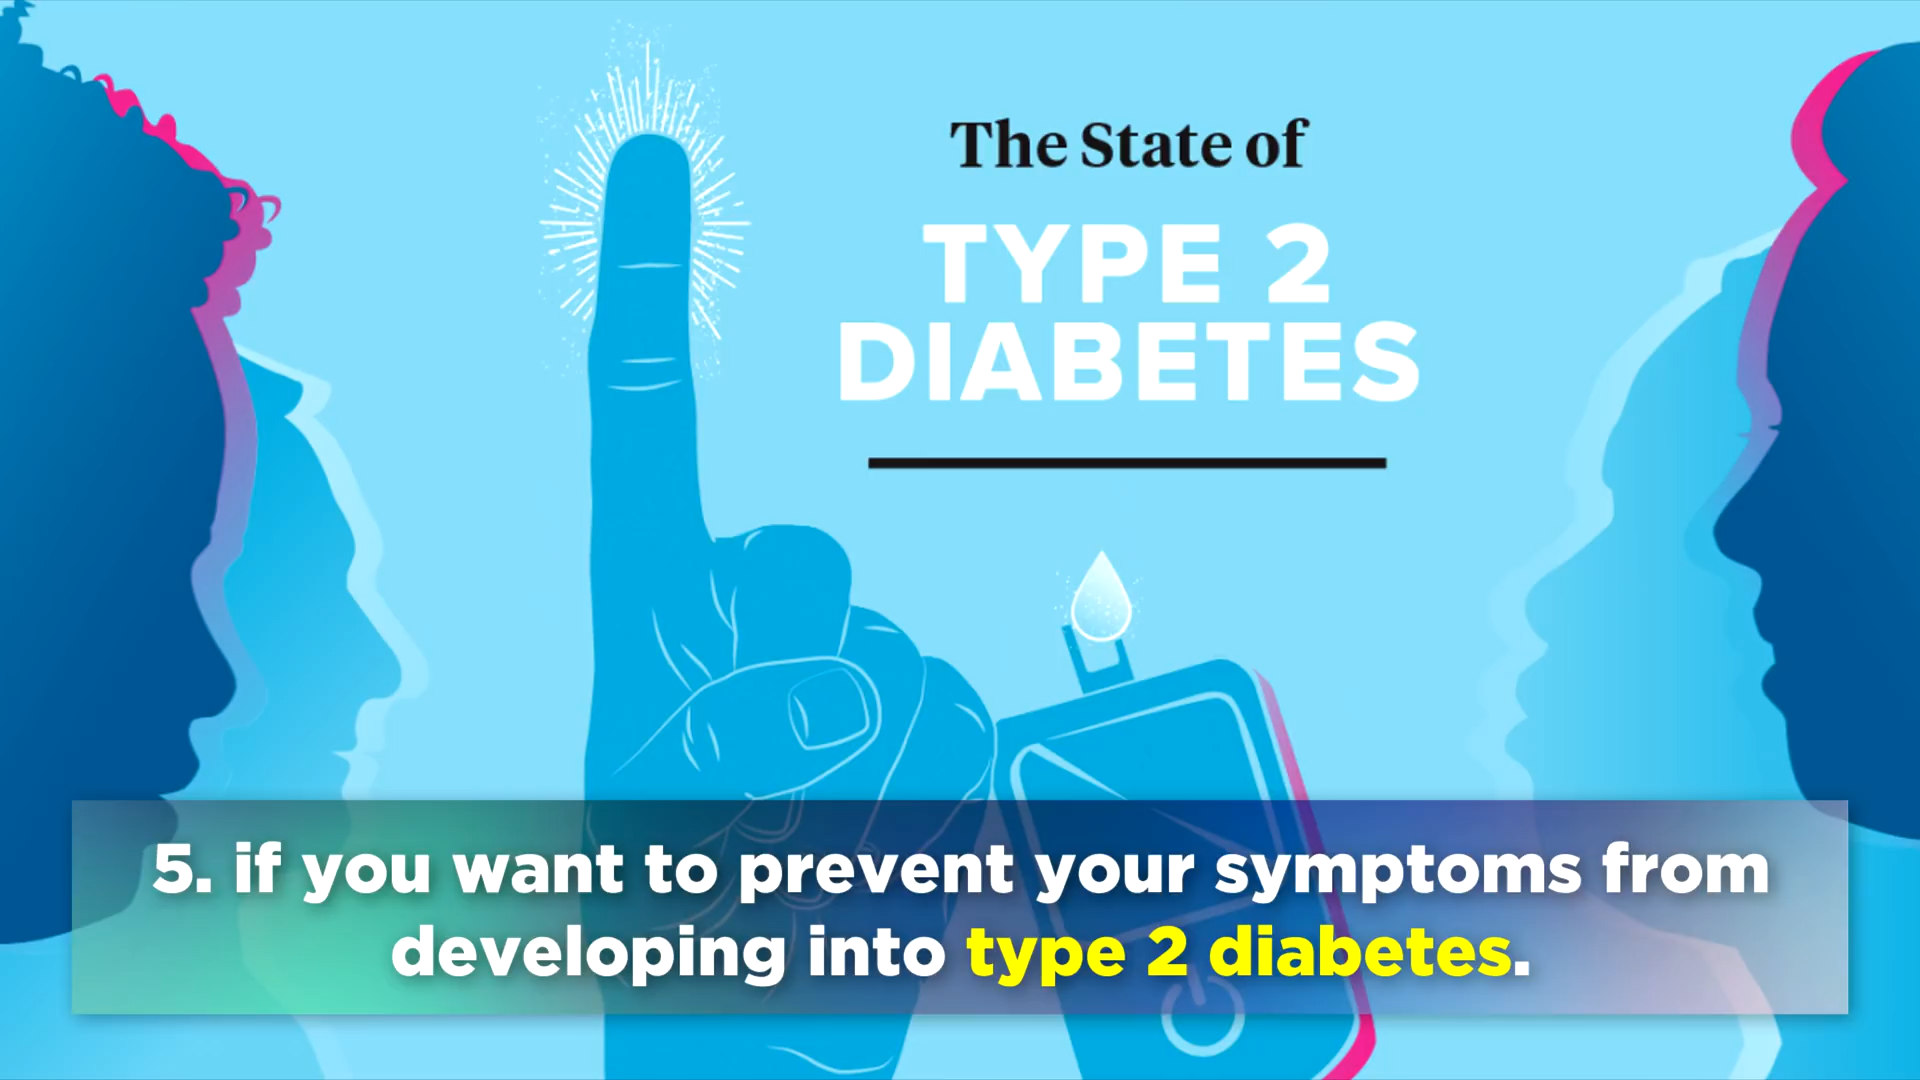 The State of
TYPE 2
DIABETES
5. if you want to prevent your symptoms from
developing into type 2 diabetes.